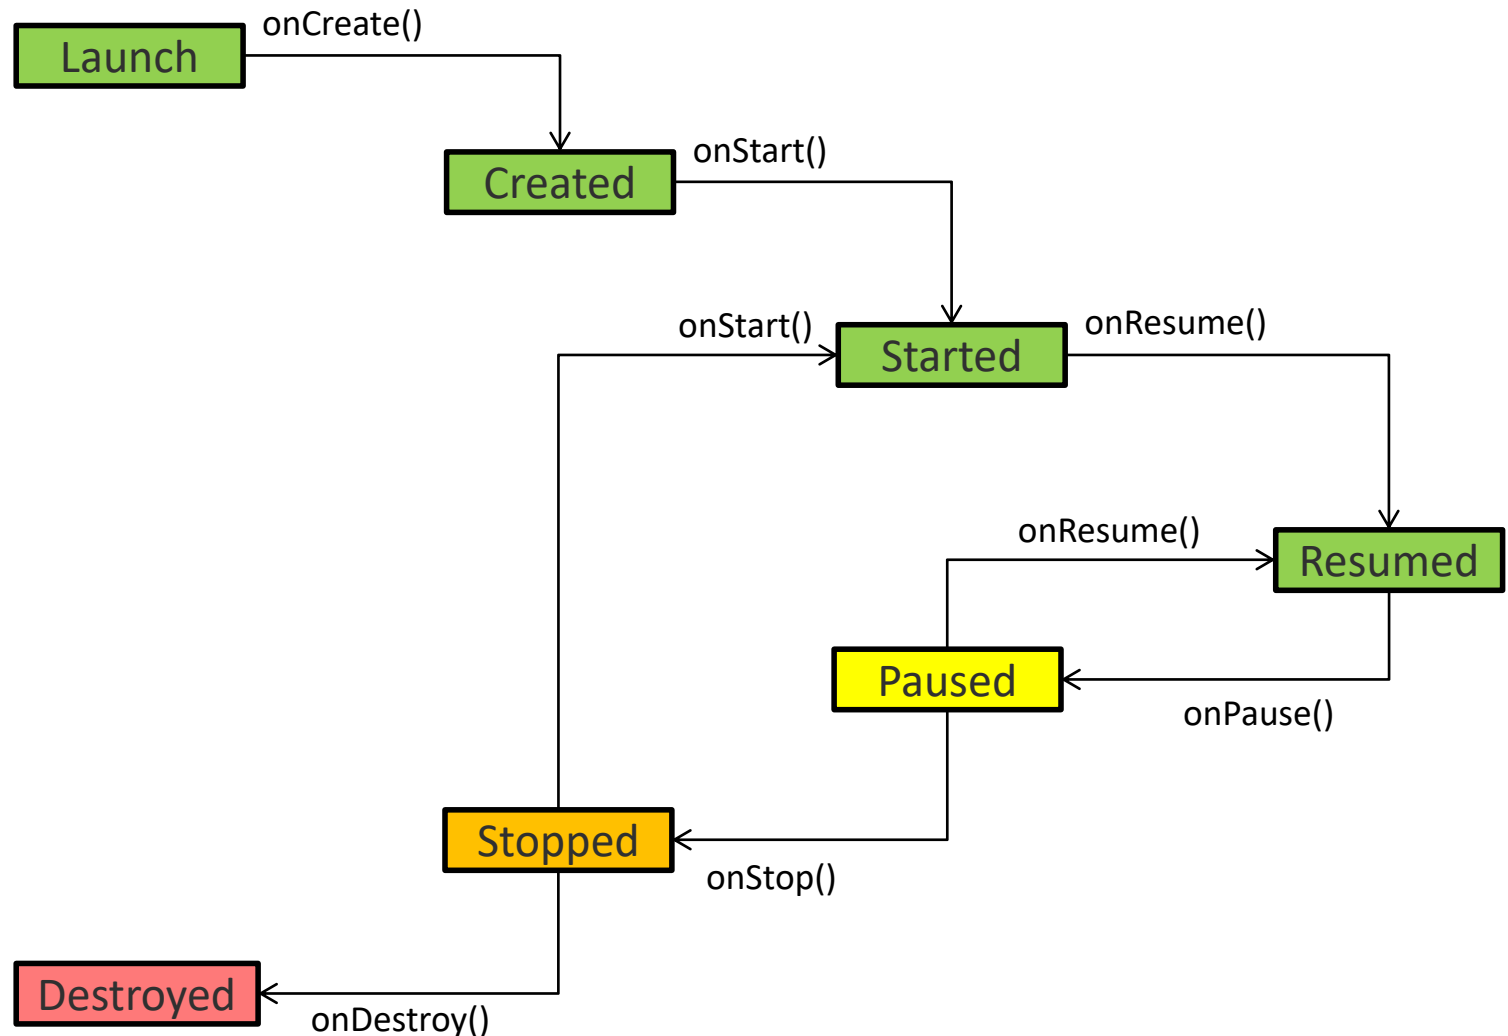 onCreate()
Launch
onStart()
Created
onStart()
onResume()
Started
onResume()
Resumed
Paused
onPause()
Stopped
onStop()
Destroyed
onDestroy()